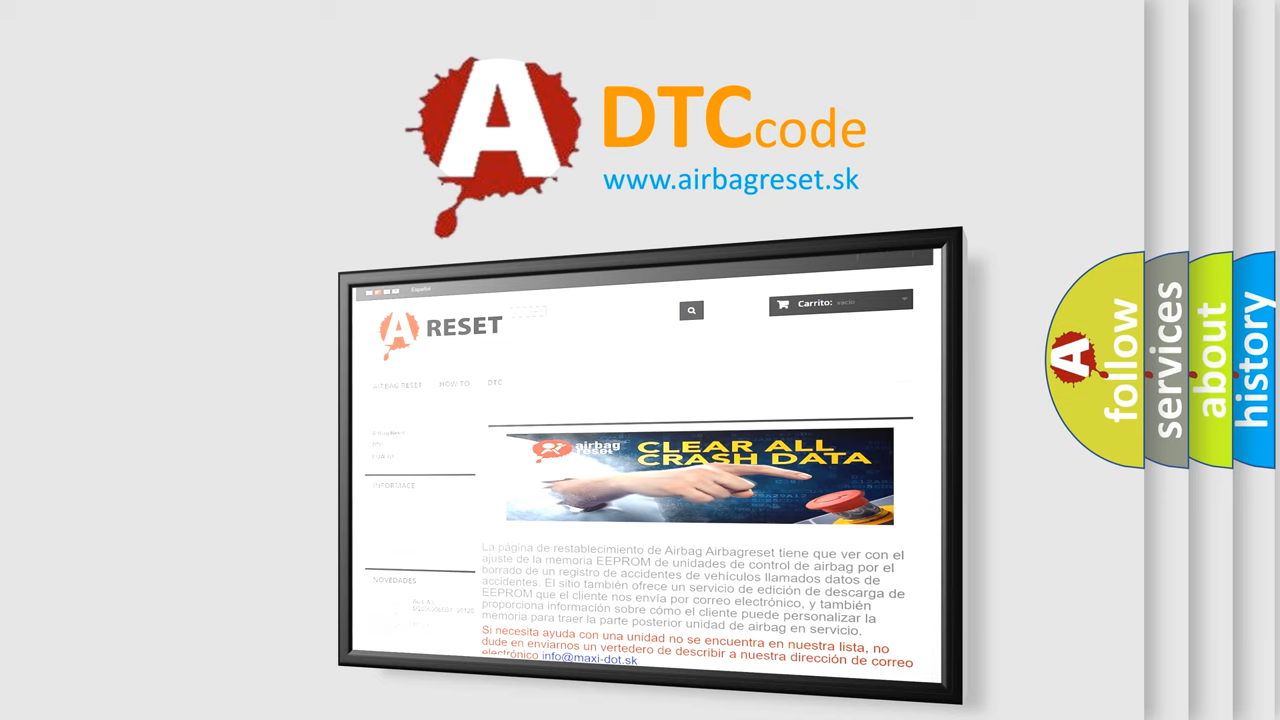 A
DTCcode
www.airbagreset.sk
Español
A RESET
Carrito: vacío
AIRBAG RESET HOW TO DTC
INFORMACE
airbag
reset
CLEAR ALL
CRASH DATA
La página de restablecimiento de Airbag Airbagreset tiene que ver con el
ajuste de la memoria EEPROM de unidades de control de airbag por el
borrado de un registro de accidentes de vehículos llamados datos de
accidentes. El sitio también ofrece un servicio de edición de descarga de
EEPROM que el cliente nos envía por correo electrónico, y también
proporciona información sobre cómo el cliente puede personalizar la
memoria para traer la parte posterior unidad de airbag en servicio.
Si necesita ayuda con una unidad no se encuentra en nuestra lista, no
dude en enviarnos un vertedero de describir a nuestra dirección de correo
electrónico info@maxi-dot.sk
NOVEDADES
A
follow
services
about
history